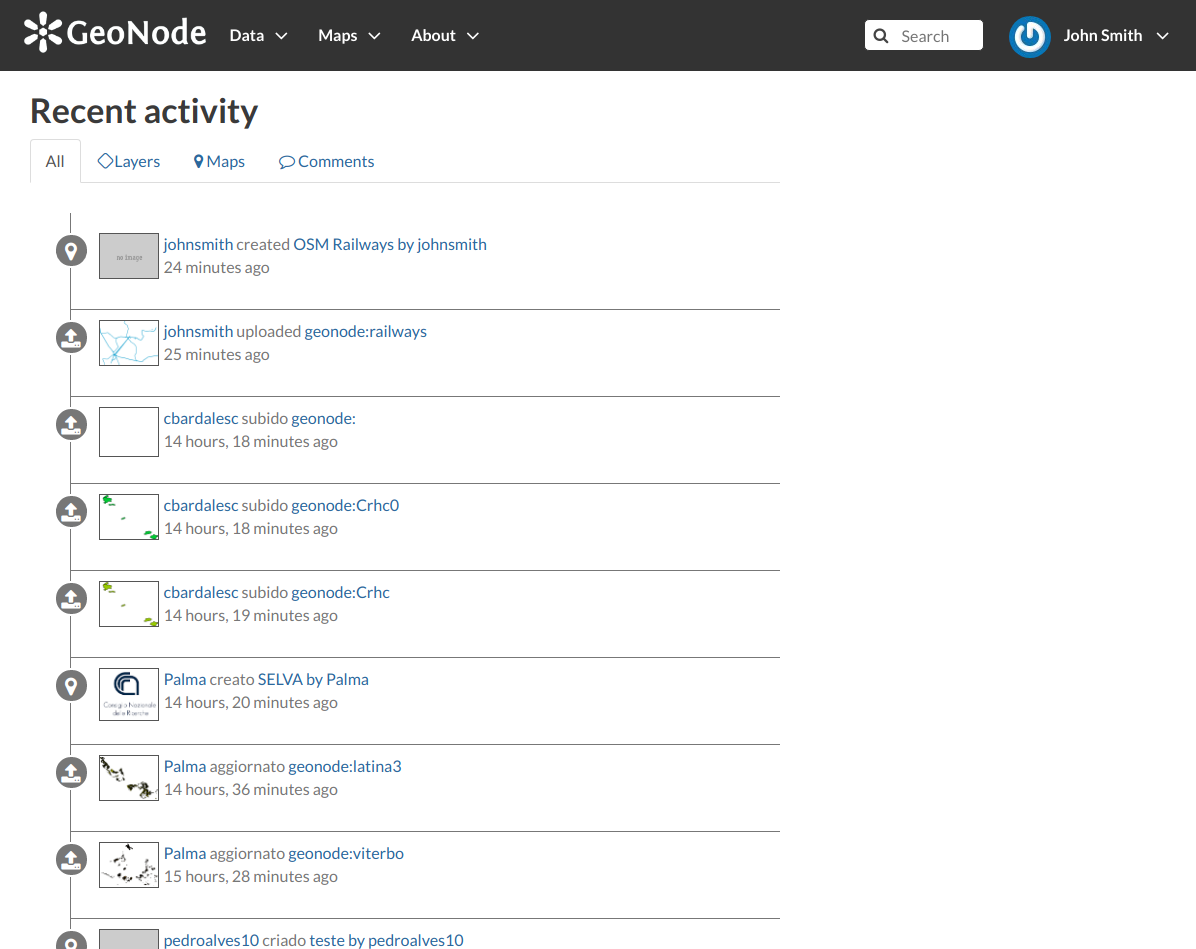 GeoNode Data Maps About Search John Smith
Recent activity
All Layers Maps Comments
no image
johnsmith created OSM Railways by johnsmith
24 minutes ago
johnsmith uploaded geonode:railways
25 minutes ago
cbardalesc subido geonode:
14 hours, 18 minutes ago
cbardalesc subido geonode:Crhc0
14 hours, 18 minutes ago
cbardalesc subido geonode:Crhc
14 hours, 19 minutes ago
Consiglio Nazionale
delle Ricerche
Palma creato SELVA by Palma
14 hours, 20 minutes ago
Palma aggiornato geonode:latina3
14 hours, 36 minutes ago
Palma aggiornato geonode:viterbo
15 hours, 28 minutes ago
pedroalves10 criado teste by pedroalves10